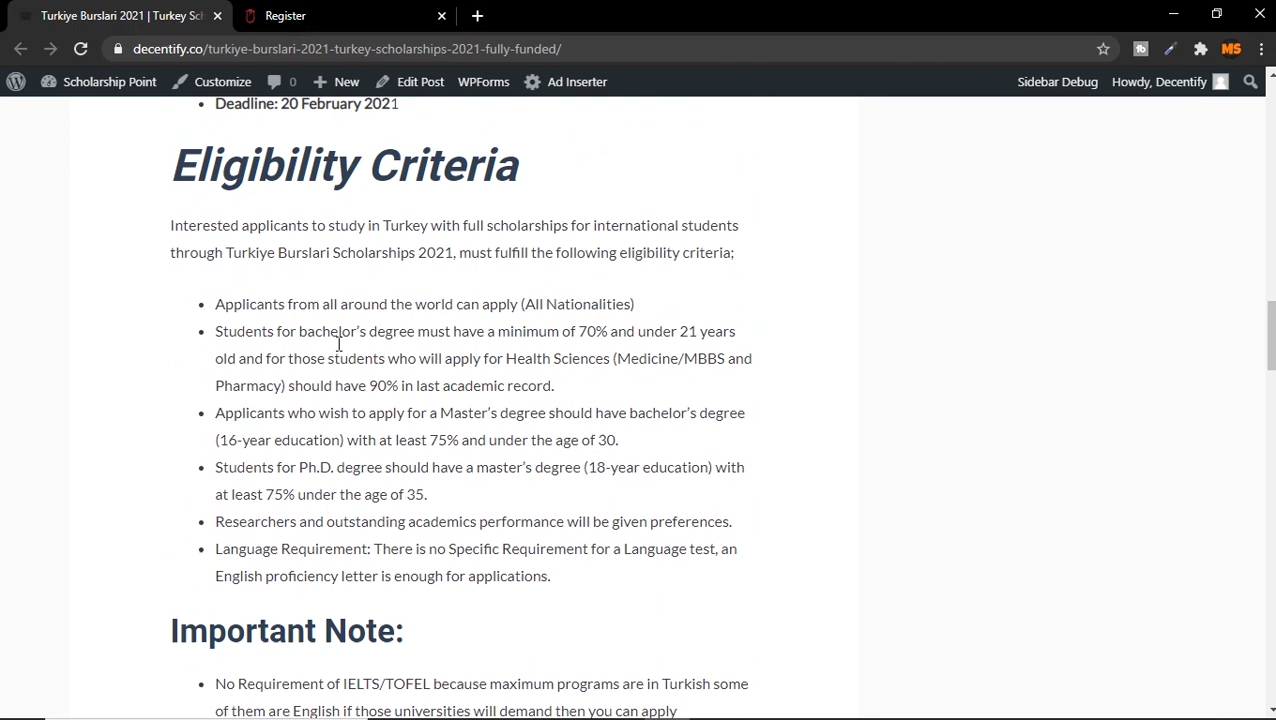 Turkiye Burslari 2021 | Turkey Sch
Register
decentify.co/turkiye-burslari-2021-turkey-scholarships-2021-fully-funded/
MS
Scholarship Point
Customize
0
New
Edit Post
WPForms
Ad Inserter
Sidebar Debug
Howdy, Decentify
• Deadline: 20 February 2021
Eligibility Criteria
Interested applicants to study in Turkey with full scholarships for international students
through Turkiye Burslari Scholarships 2021, must fulfill the following eligibility criteria;
• Applicants from all around the world can apply (All Nationalities)
• Students for bachelor’s degree must have a minimum of 70% and under 21 years
old and for those students who will apply for Health Sciences (Medicine/MBBS and
Pharmacy) should have 90% in last academic record.
• Applicants who wish to apply for a Master’s degree should have bachelor’s degree
(16-year education) with at least 75% and under the age of 30.
• Students for Ph.D. degree should have a master’s degree (18-year education) with
at least 75% under the age of 35.
• Researchers and outstanding academics performance will be given preferences.
• Language Requirement: There is no Specific Requirement for a Language test, an
English proficiency letter is enough for applications.
Important Note:
• No Requirement of IELTS/TOFEL because maximum programs are in Turkish some
of them are English if those universities will demand then you can apply